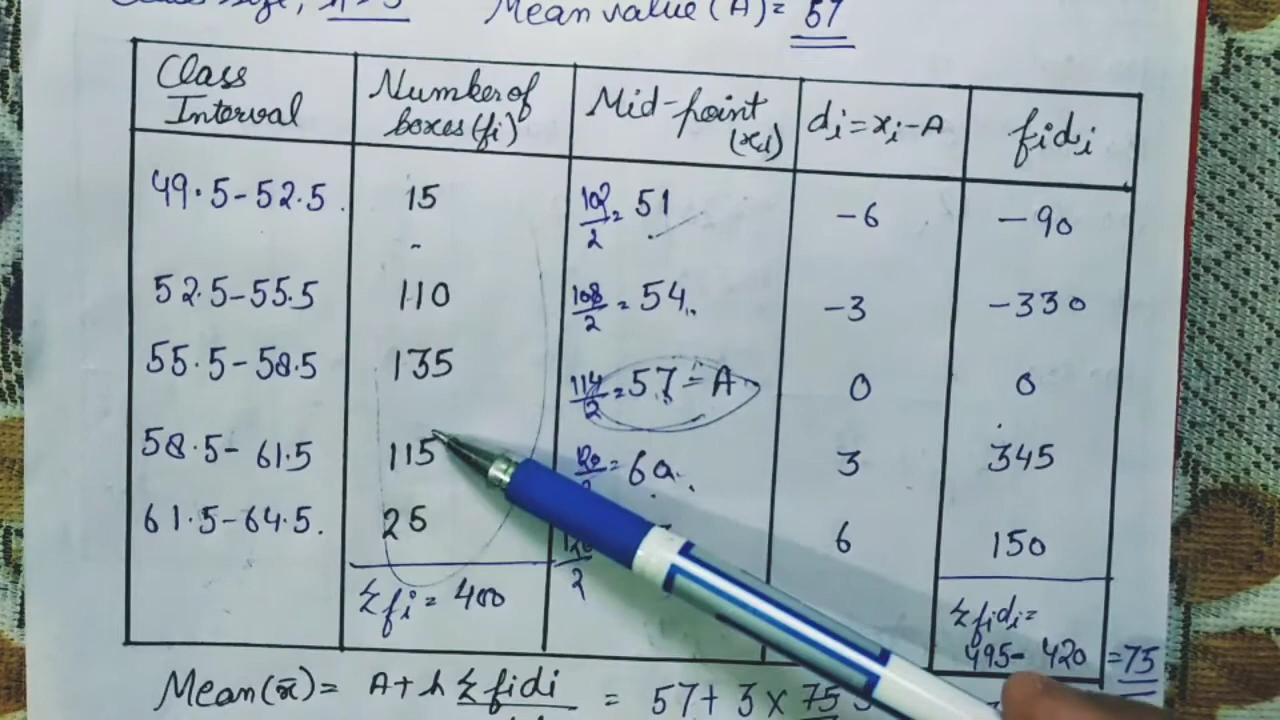 Mean value (A) = 57
Class Interval | Number of boxes (fi) | Mid-point (xi) | di = xi - A | fidi
49.5-52.5 | 15 | 102/2 = 51 | -6 | -90
52.5-55.5 | 110 | 108/2 = 54 | -3 | -330
55.5-58.5 | 135 | 114/2 = 57 = A | 0 | 0
58.5-61.5 | 115 | = 60 | 3 | 345
61.5-64.5 | 25 | 6 | 150
Σfi = 400 | Σfidi =
495 - 420 = 75
Mean (x̄) = A + h Σfidi = 57 + 3 × 75